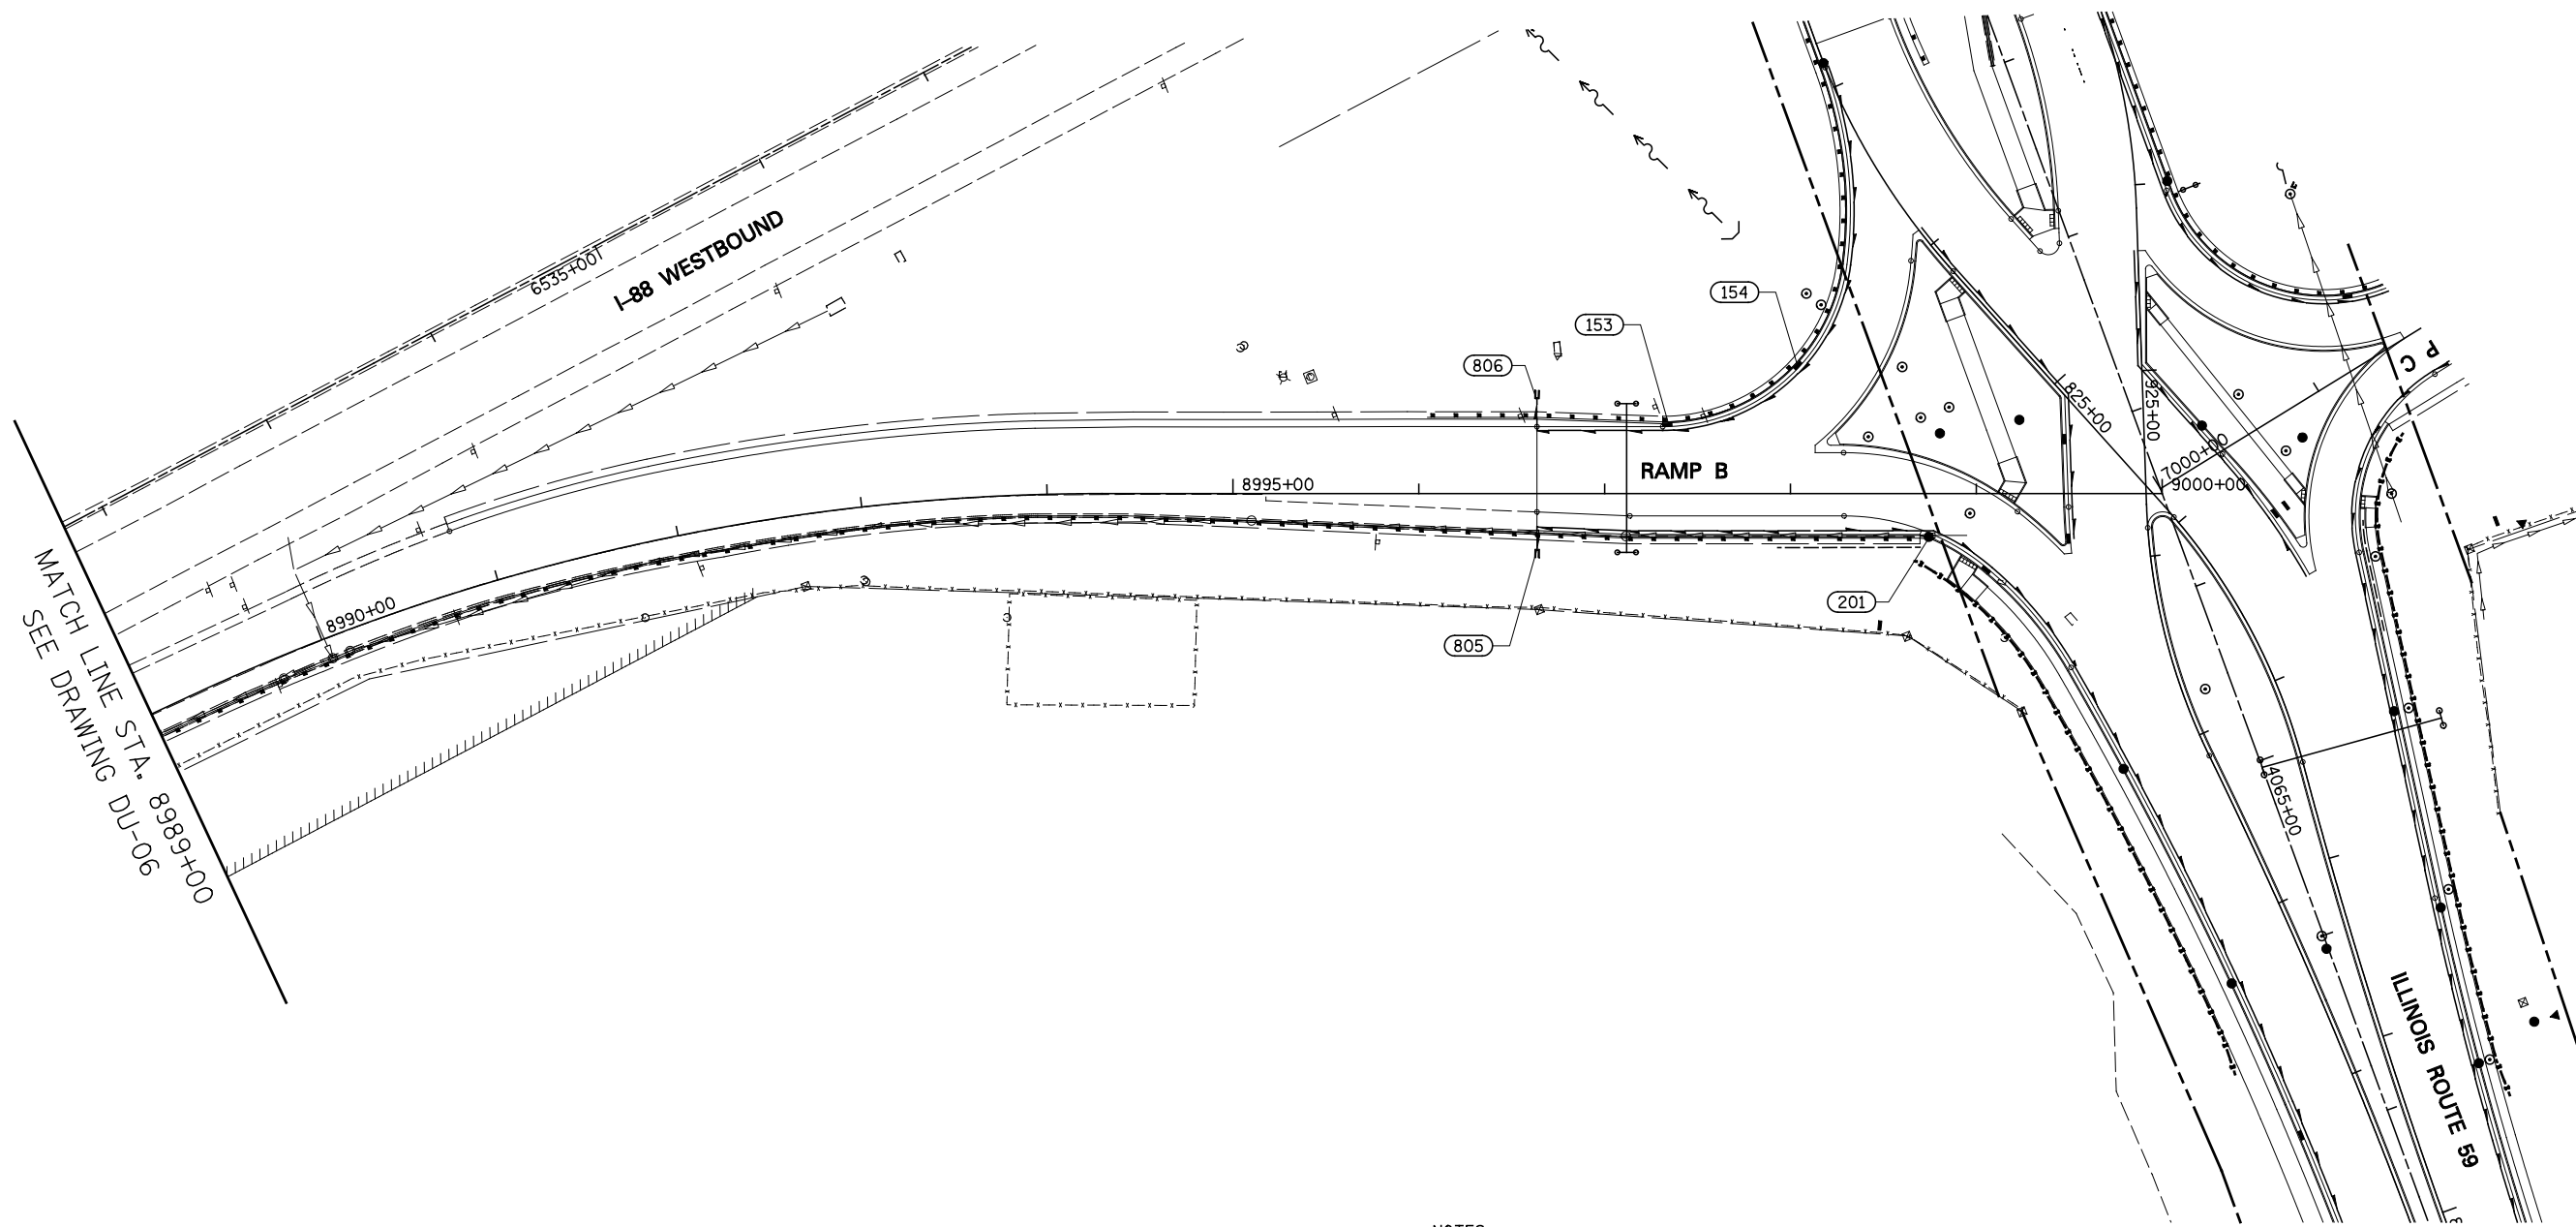 I-88 WESTBOUND
6535+00
154
153
806
RAMP B
825+00
925+00
7000+00
9000+00
P C
8995+00
8990+00
201
805
MATCH LINE STA. 8989+00
SEE DRAWING DU-06
4065+00
ILLINOIS ROUTE 59